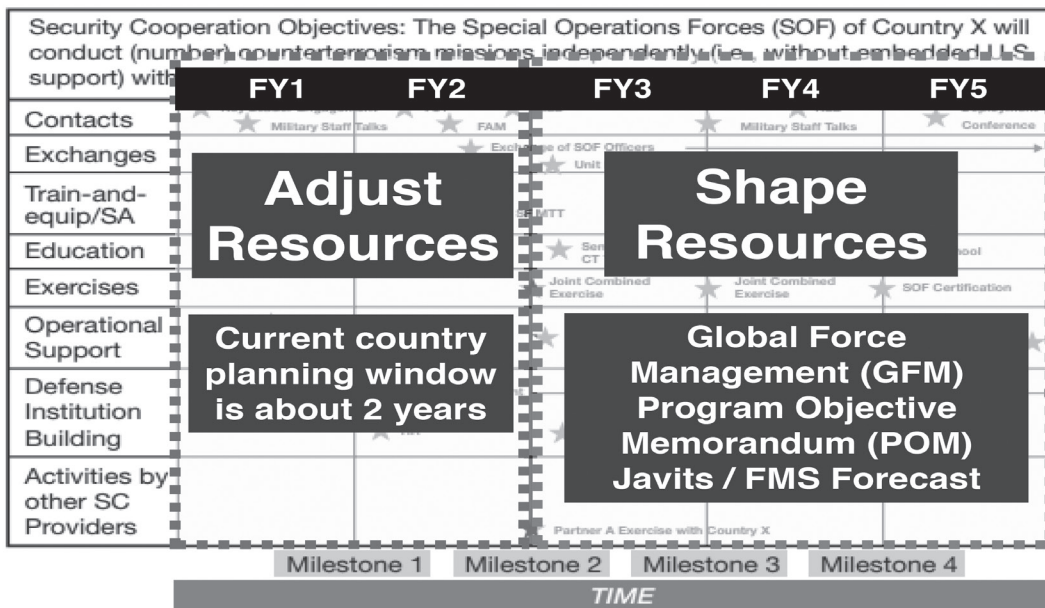 Security Cooperation Objectives: The Special Operations Forces (SOF) of Country X will
conduct (number) counterterrorism missions independently (i.e., without embedded U.S.
support) with
FY1 FY2 FY3 FY4 FY5
Contacts
Military Staff Talks
FAM
Military Staff Talks
Conference
Exchanges
Exchange of SOF Officers
Unit
Train-and-
equip/SA
MTT
Education
Sen
CT
Exercises
Joint Combined
Exercise
Joint Combined
Exercise
SOF Certification
Operational
Support
Defense
Institution
Building
Activities by
other SC
Providers
Partner A Exercise with Country X
Adjust
Resources
Current country
planning window
is about 2 years
Shape
Resources
Global Force
Management (GFM)
Program Objective
Memorandum (POM)
Javits / FMS Forecast
Milestone 1 Milestone 2 Milestone 3 Milestone 4
TIME